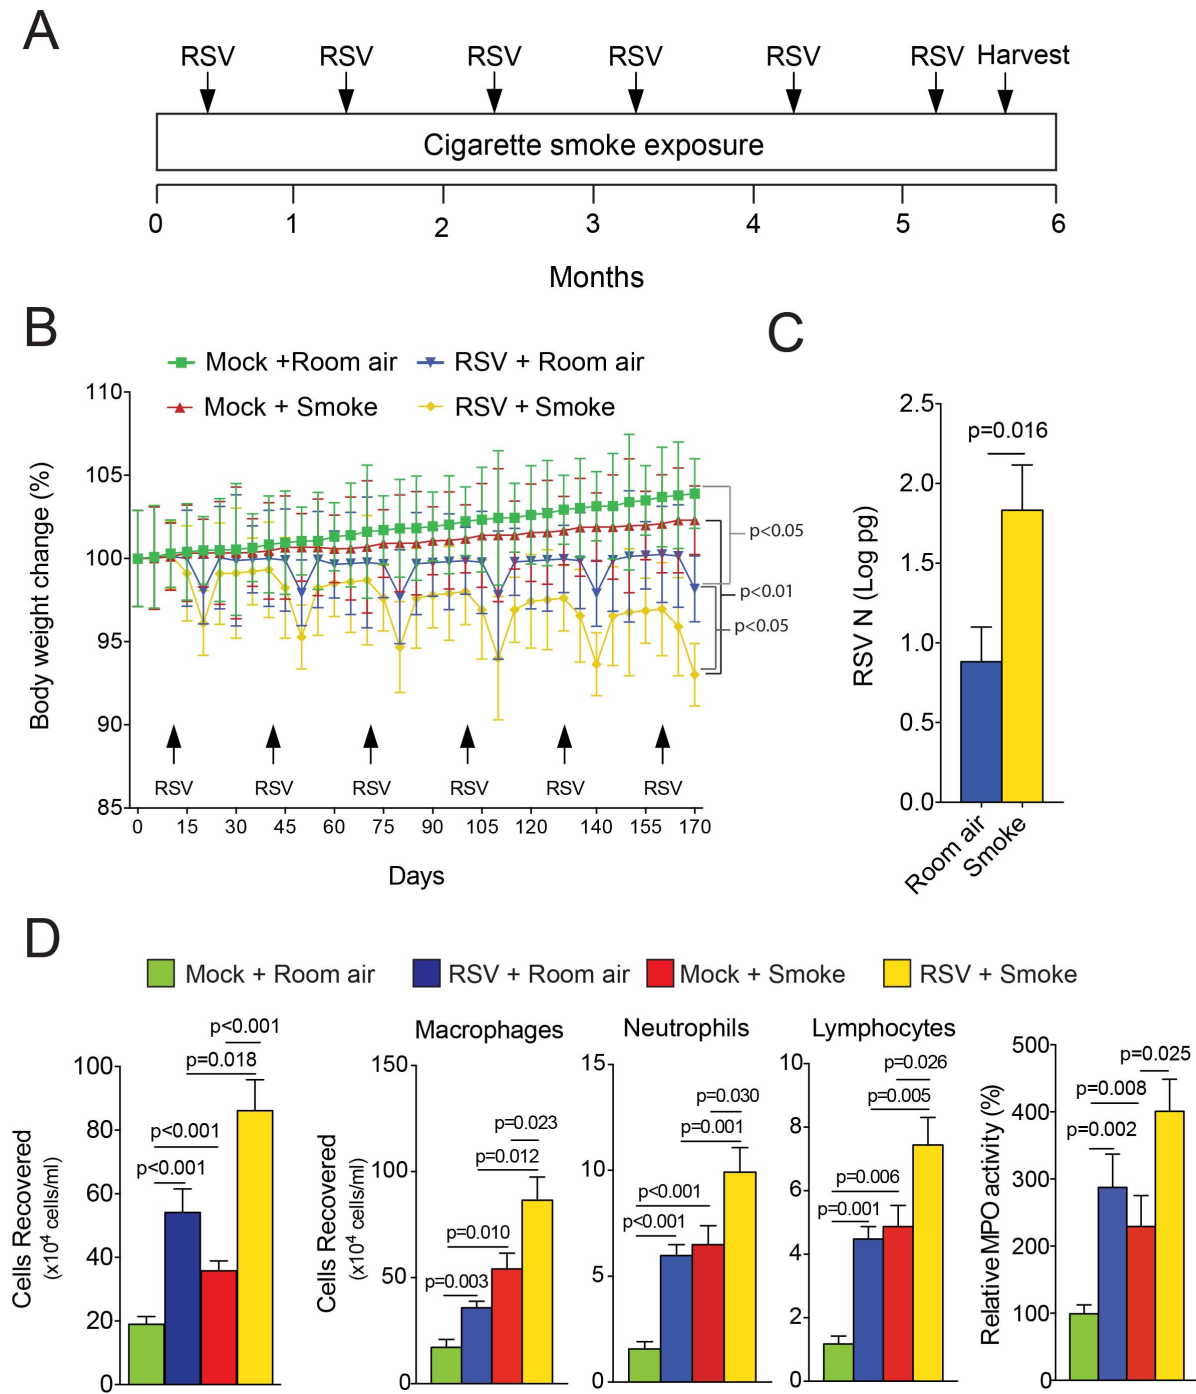 A
RSV RSV RSV RSV RSV RSV Harvest
Cigarette smoke exposure
0 1 2 3 4 5 6
Months
B
Mock +Room air RSV + Room air
Mock + Smoke RSV + Smoke
Body weight change (%)
110
105
100
95
90
85
p<0.05
p<0.01
p<0.05
RSV RSV RSV RSV RSV RSV
0 15 30 45 60 75 90 105 110 120 140 155 170
Days
C
RSV N (Log pg)
2.5
2.0
1.5
1.0
0.5
0.0
p=0.016
Room air
Smoke
D
Mock + Room air RSV + Room air Mock + Smoke RSV + Smoke
Cells Recovered
(x10⁴ cells/ml)
100
80
60
40
20
0
p<0.001
p=0.018
p<0.001
p<0.001
Macrophages
Cells Recovered
(x10⁴ cells/ml)
150
100
50
0
p=0.023
p=0.012
p=0.010
p=0.003
Neutrophils
15
10
5
0
p=0.030
p=0.001
p<0.001
p<0.001
Lymphocytes
10
8
6
4
2
0
p=0.026
p=0.005
p=0.006
p=0.001
Relative MPO activity (%)
500
400
300
200
100
0
p=0.025
p=0.008
p=0.002